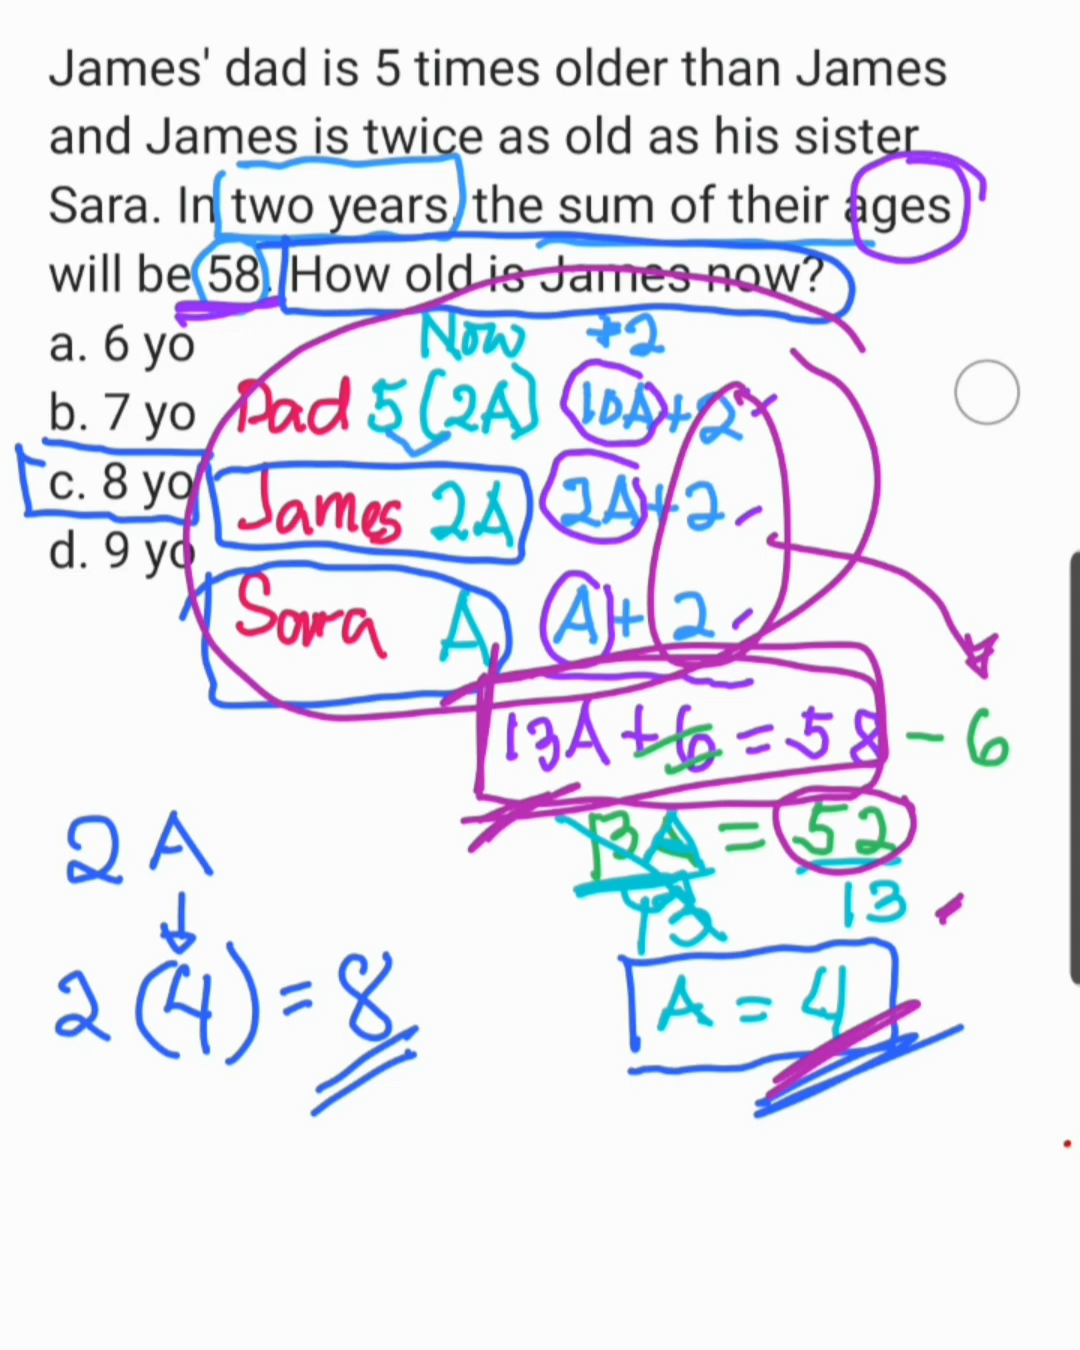 James' dad is 5 times older than James
and James is twice as old as his sister
Sara. In two years, the sum of their ages
will be 58. How old is James now?
a. 6 yo
b. 7 yo
c. 8 yo
d. 9 yo
Now +2
Dad 5(2A) 10A+2
James 2A 2A+2
Sara A A+2
13A+6=58-6
13A = 52
13 13
A = 4
2A
2(4)=8